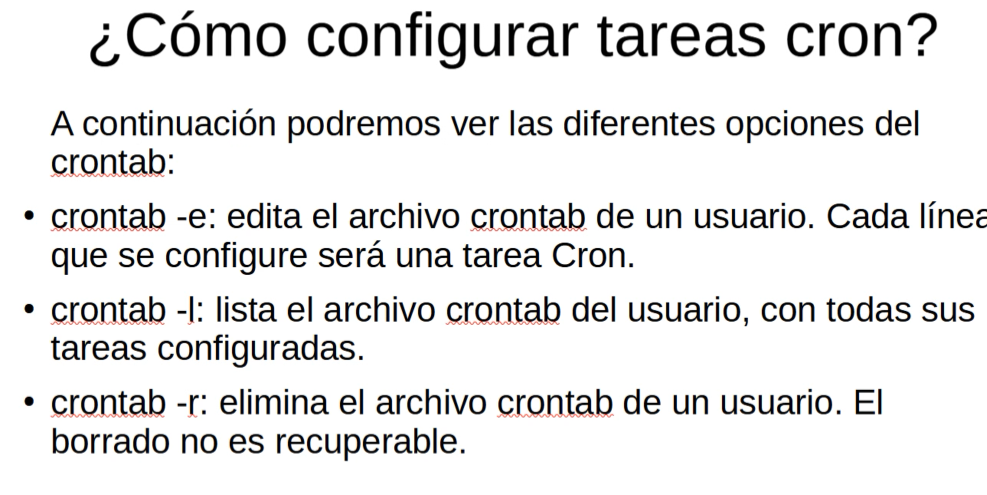 ¿Cómo configurar tareas cron?
A continuación podremos ver las diferentes opciones del
crontab:
• crontab -e: edita el archivo crontab de un usuario. Cada línea
que se configure será una tarea Cron.
• crontab -l: lista el archivo crontab del usuario, con todas sus
tareas configuradas.
• crontab -r: elimina el archivo crontab de un usuario. El
borrado no es recuperable.